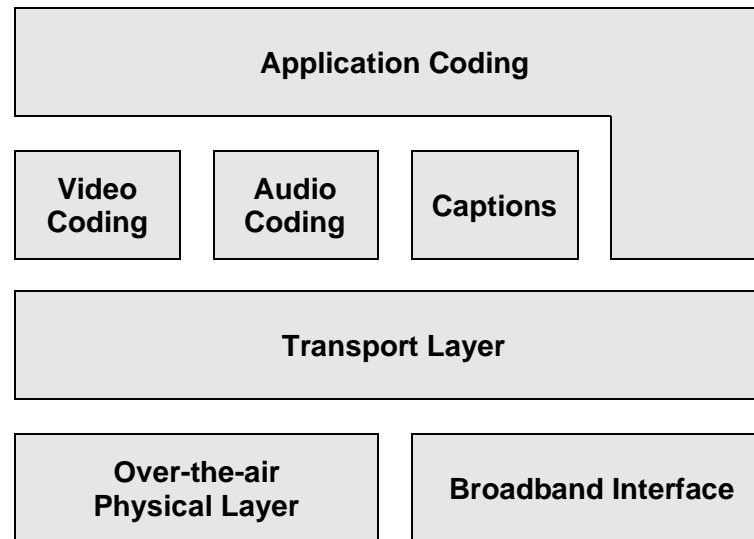 Application Coding
Video
Coding
Audio
Coding
Captions
Transport Layer
Over-the-air
Physical Layer
Broadband Interface